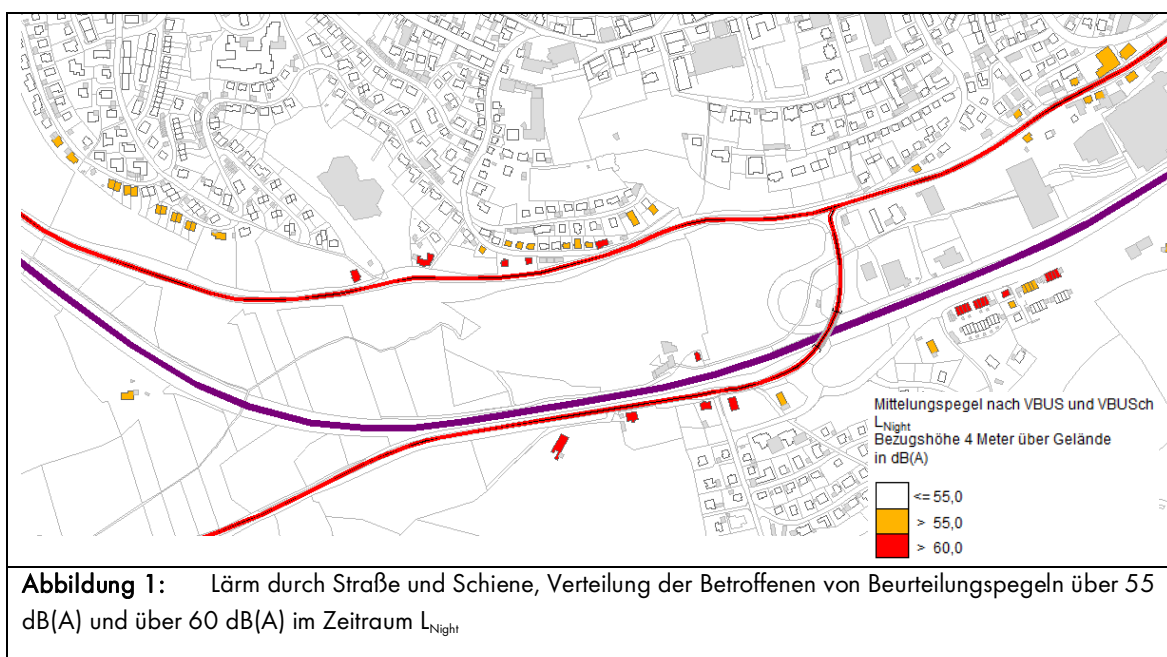 Mittelungspegel nach VBUS und VBUSch
L_Night
Bezugshöhe 4 Meter über Gelände
in dB(A)
<= 55,0
> 55,0
> 60,0
Abbildung 1: Lärm durch Straße und Schiene, Verteilung der Betroffenen von Beurteilungspegeln über 55
dB(A) und über 60 dB(A) im Zeitraum L_Night